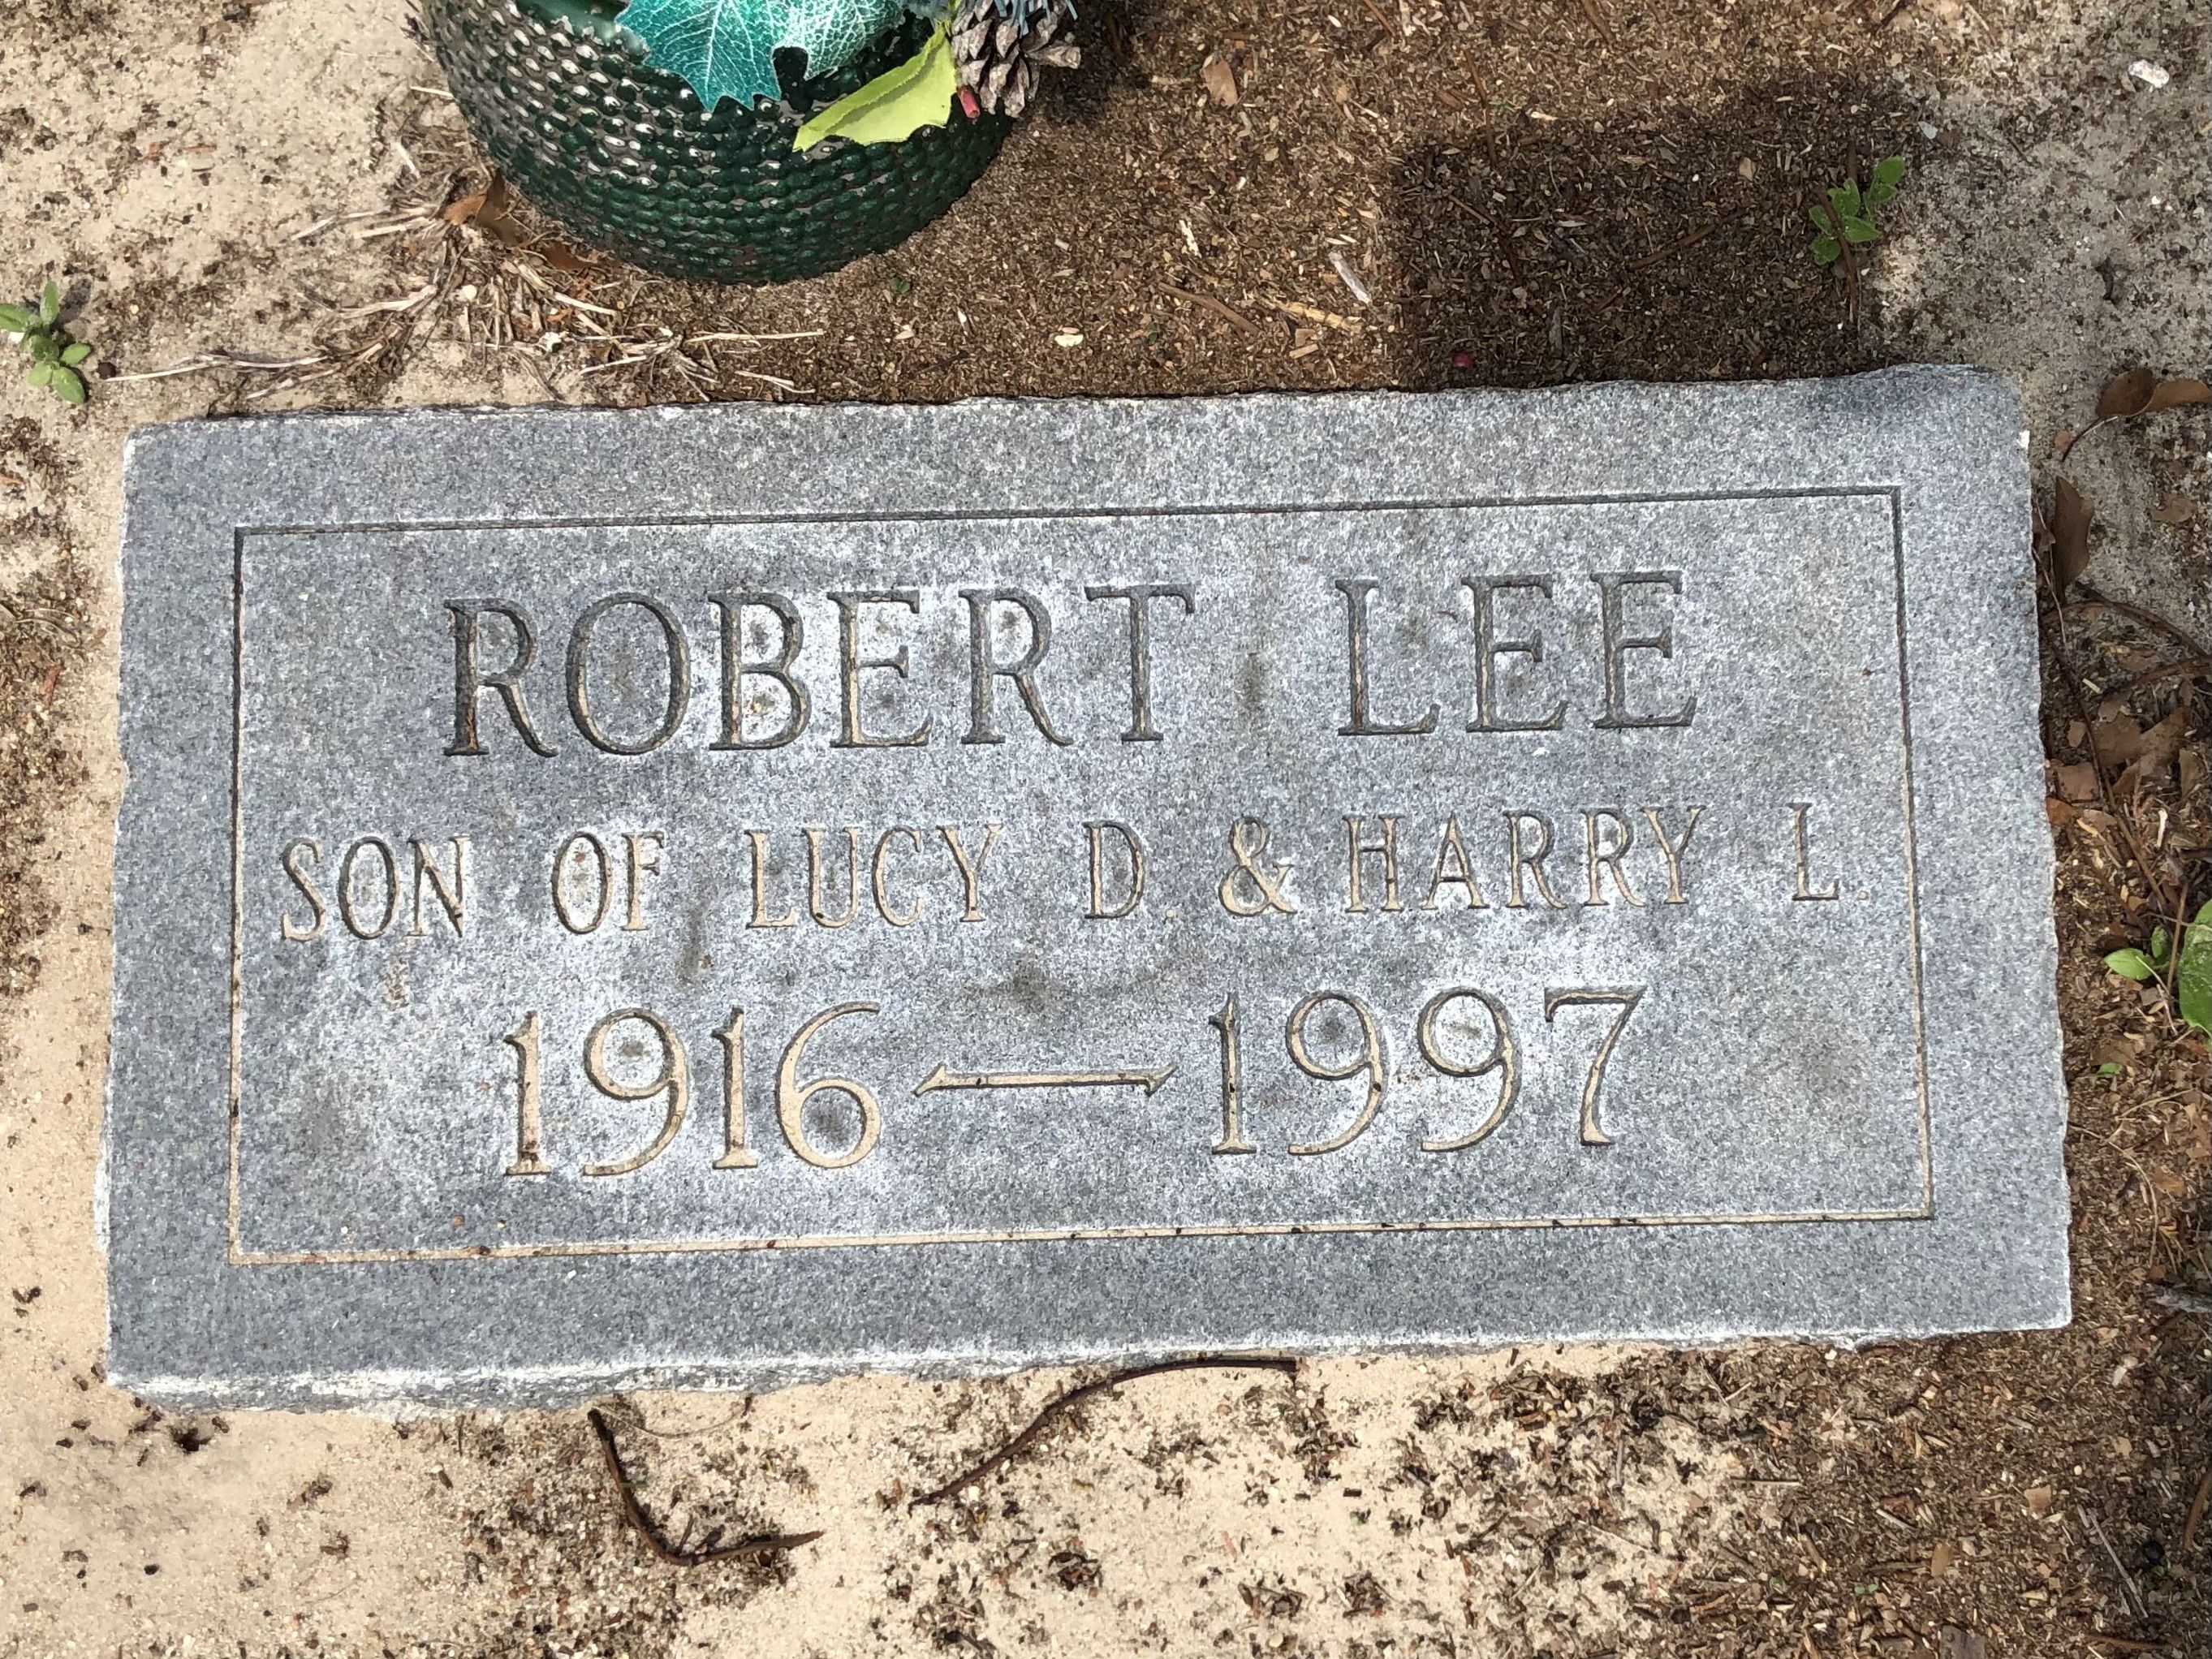 ROBERT LEE
SON OF LUCY D. & HARRY L.
1916—1997